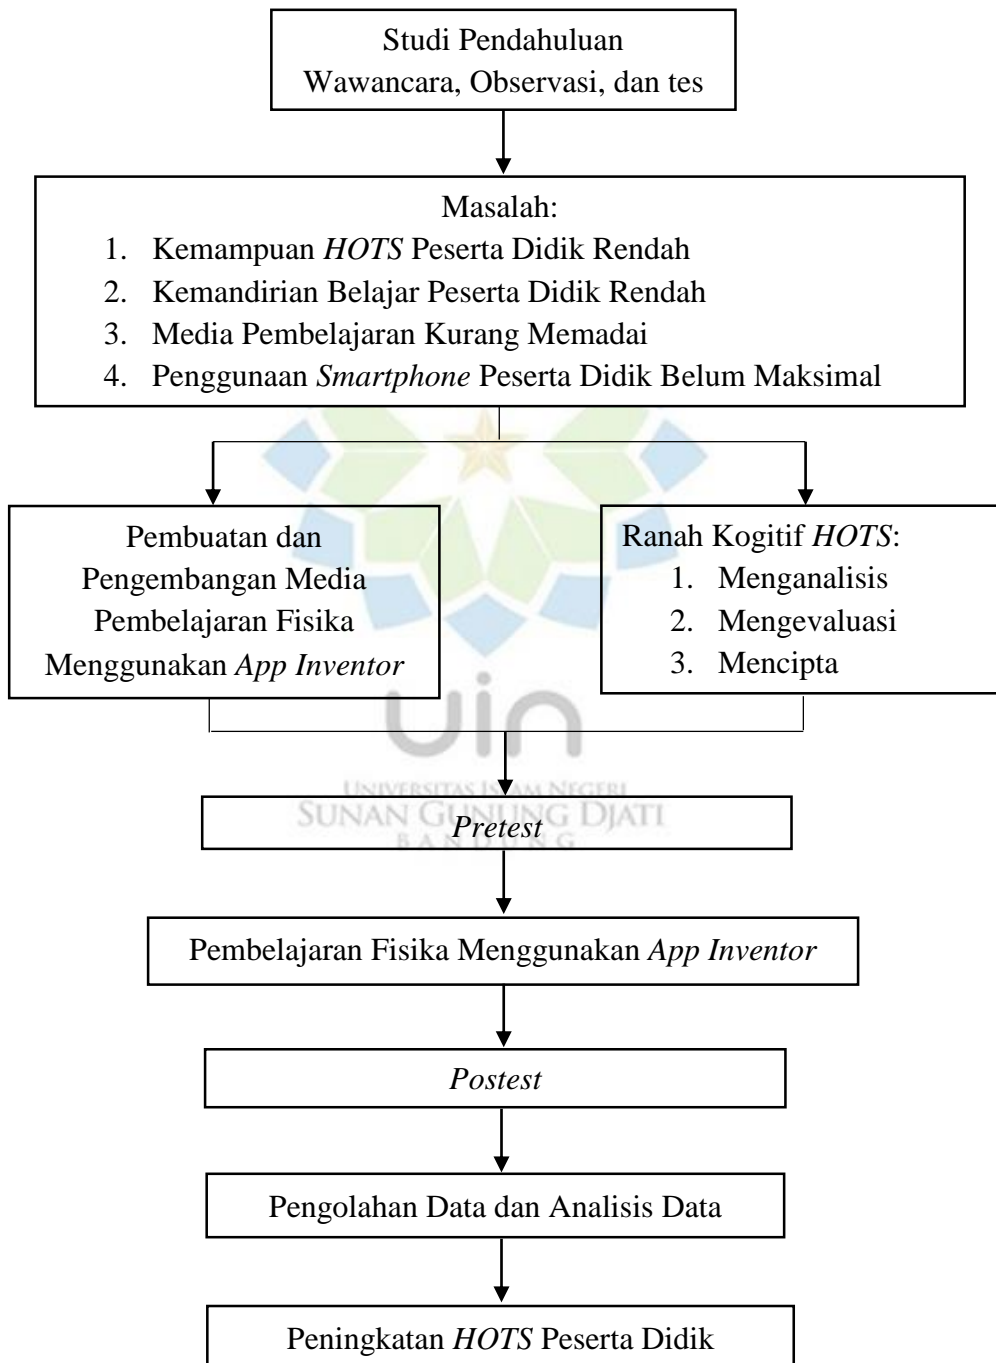 Studi Pendahuluan
Wawancara, Observasi, dan tes
Masalah:
1. Kemampuan HOTS Peserta Didik Rendah
2. Kemandirian Belajar Peserta Didik Rendah
3. Media Pembelajaran Kurang Memadai
4. Penggunaan Smartphone Peserta Didik Belum Maksimal
Pembuatan dan
Pengembangan Media
Pembelajaran Fisika
Menggunakan App Inventor
Ranah Kogitif HOTS:
1. Menganalisis
2. Mengevaluasi
3. Mencipta
uin
UNIVERSITAS ISLAM NEGERI
SUNAN GUNUNG DJATI
BANDUNG
Pretest
Pembelajaran Fisika Menggunakan App Inventor
Postest
Pengolahan Data dan Analisis Data
Peningkatan HOTS Peserta Didik